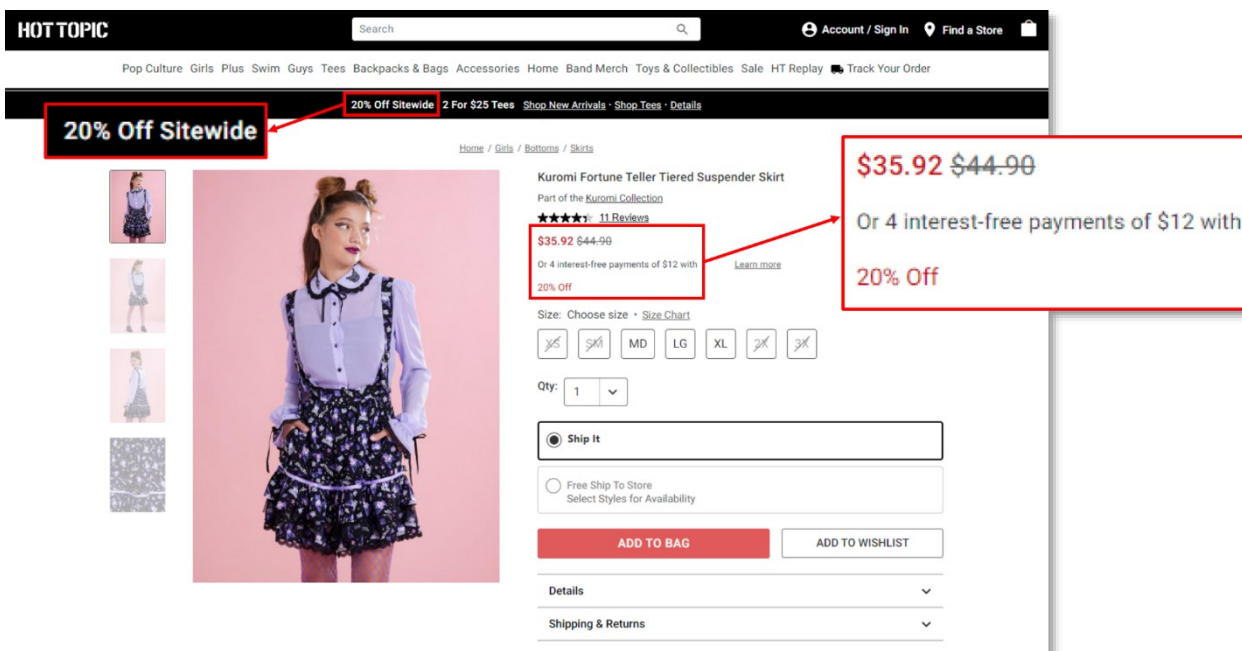 HOT TOPIC
Search
Account / Sign In
Find a Store
Pop Culture Girls Plus Swim Guys Tees Backpacks & Bags Accessories Home Band Merch Toys & Collectibles Sale HT Replay Track Your Order
20% Off Sitewide 2 For $25 Tees Shop New Arrivals · Shop Tees · Details
20% Off Sitewide
Home / Girls / Bottoms / Skirts
Kuromi Fortune Teller Tiered Suspender Skirt
Part of the Kuromi Collection
11 Reviews
$35.92 $44.90
Or 4 interest-free payments of $12 with Learn more
20% Off
$35.92 $44.90
Or 4 interest-free payments of $12 with
20% Off
Size: Choose size • Size Chart
XS SM MD LG XL 2X 3X
Qty: 1
Ship It
Free Ship To Store
Select Styles for Availability
ADD TO BAG ADD TO WISHLIST
Details
Shipping & Returns